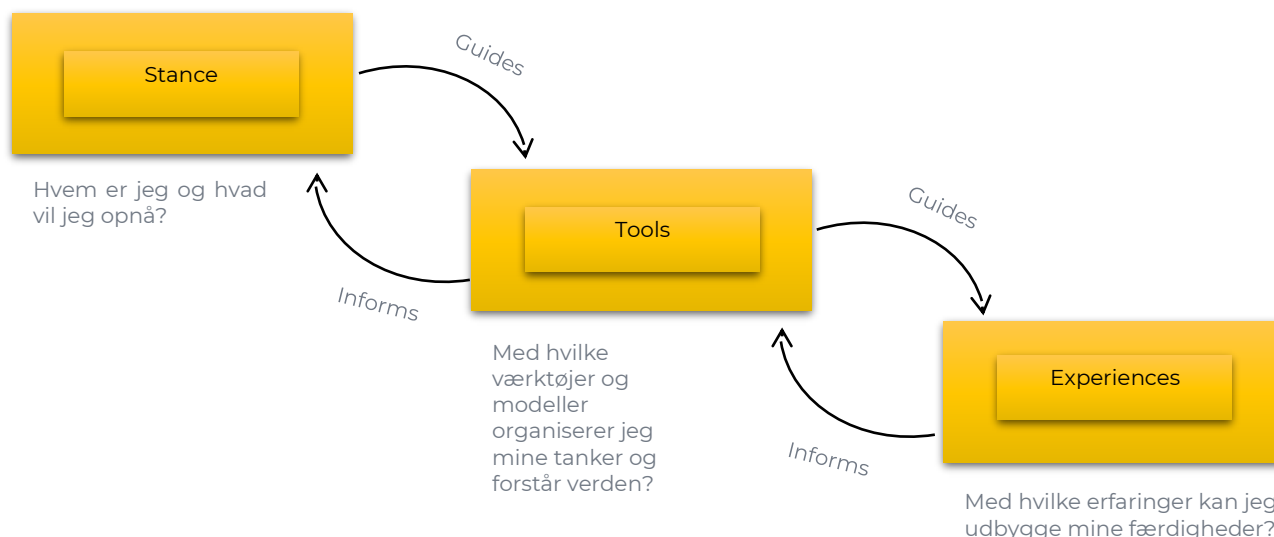 Stance
Guides
Hvem er jeg og hvad
vil jeg opnå?
Informs
Tools
Guides
Med hvilke
værktøjer og
modeller
organiserer jeg
mine tanker og
forstår verden?
Informs
Experiences
Med hvilke erfaringer kan jeg
udbygge mine færdigheder?